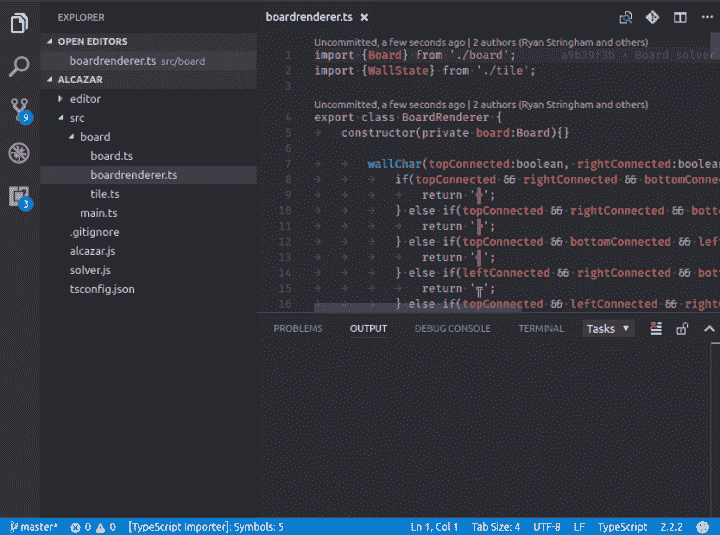 EXPLORER
OPEN EDITORS
boardrenderer.ts src/board
ALCAZAR
editor
src
board
board.ts
boardrenderer.ts
tile.ts
main.ts
.gitignore
alcazar.js
solver.js
tsconfig.json
9
3
boardrenderer.ts ×
Uncommitted, a few seconds ago | 2 authors (Ryan Stringham and others)
1 import {Board} from './board'; a9b39f3b • Board solver
2 import {WallState} from './tile';
3
Uncommitted, a few seconds ago | 2 authors (Ryan Stringham and others)
4 export class BoardRenderer {
5 constructor(private board:Board){}
6
7 wallChar(topConnected:boolean, rightConnected:boolea
8 if(topConnected && rightConnected && bottomConne
9 return '╬';
10 } else if(topConnected && rightConnected && bott
11 return '╠';
12 } else if(topConnected && bottomConnected && lef
13 return '╣';
14 } else if(leftConnected && rightConnected && bot
15 return '╦';
16 } else if(topConnected && leftConnected && right
PROBLEMS OUTPUT DEBUG CONSOLE TERMINAL Tasks
master* 0 0 [TypeScript Importer]: Symbols: 5 Ln 1, Col 1 Tab Size: 4 UTF-8 LF TypeScript 2.2.2